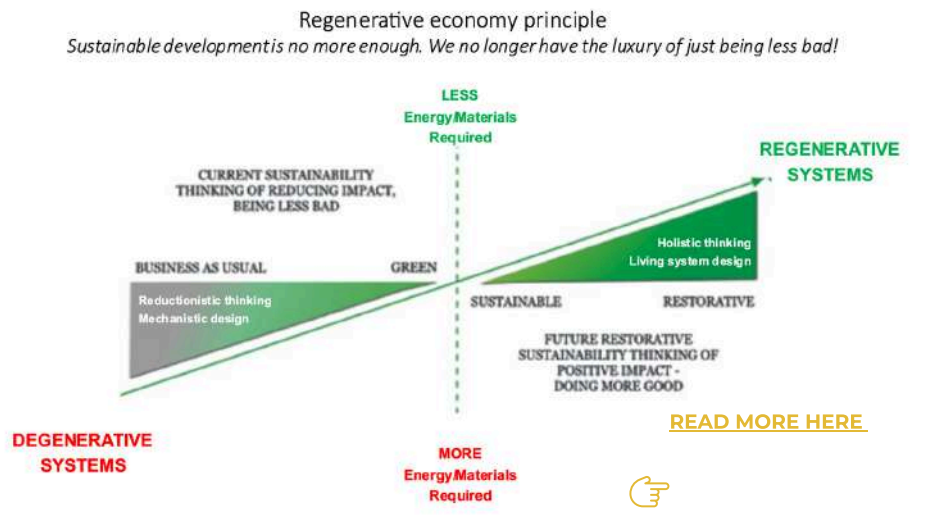 Regenerative economy principle
Sustainable development is no more enough. We no longer have the luxury of just being less bad!
LESS
Energy/Materials
Required
REGENERATIVE
SYSTEMS
CURRENT SUSTAINABILITY
THINKING OF REDUCING IMPACT,
BEING LESS BAD
Holistic thinking
Living system design
BUSINESS AS USUAL
GREEN
Reductionistic thinking
Mechanistic design
SUSTAINABLE
RESTORATIVE
FUTURE RESTORATIVE
SUSTAINABILITY THINKING OF
POSITIVE IMPACT -
DOING MORE GOOD
READ MORE HERE
DEGENERATIVE
SYSTEMS
MORE
Energy/Materials
Required